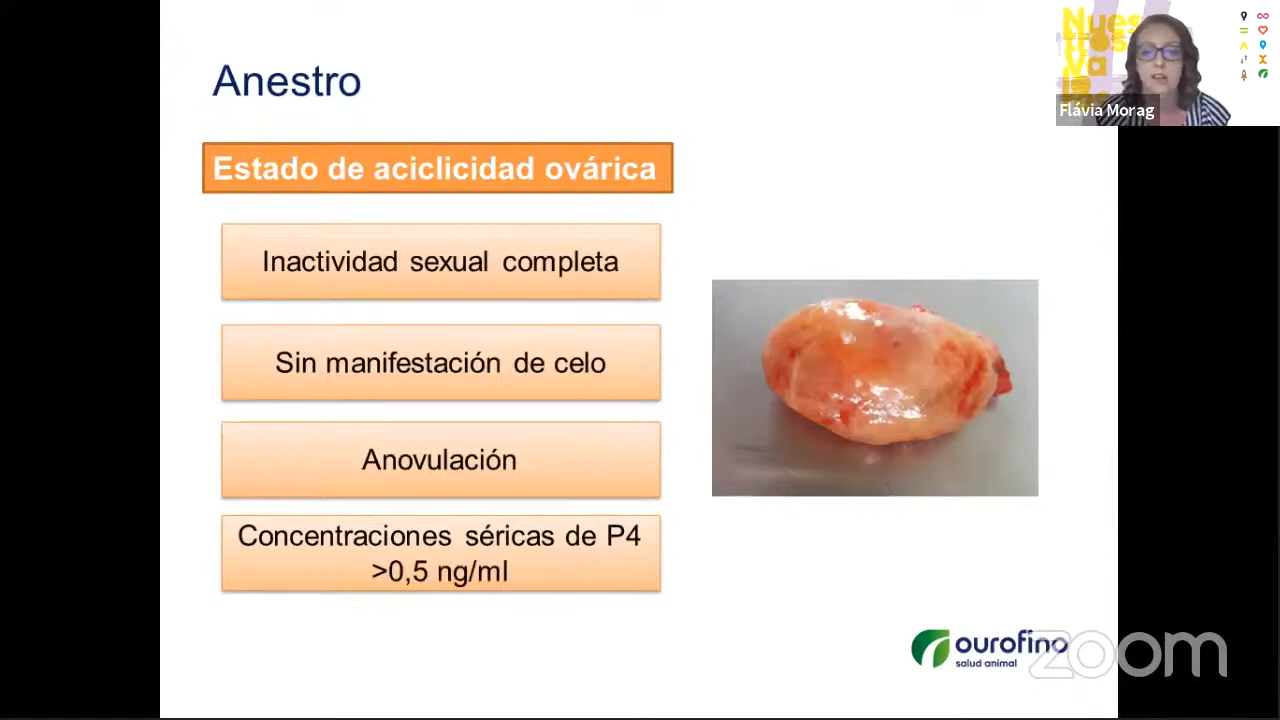 Anestro
Estado de aciclicidad ovárica
Inactividad sexual completa
Sin manifestación de celo
Anovulación
Concentraciones séricas de P4
>0,5 ng/ml
ourofino
salud animal
zoom
Flávia Morag